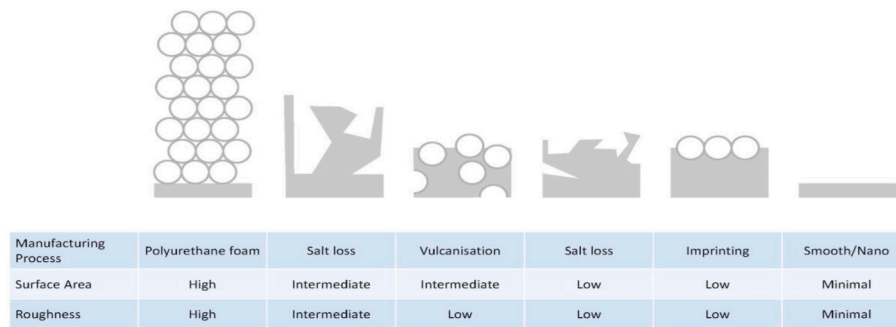 Manufacturing Process Polyurethane foam Salt loss Vulcanisation Salt loss Imprinting Smooth/Nano
Surface Area High Intermediate Intermediate Low Low Minimal
Roughness High Intermediate Low Low Low Minimal